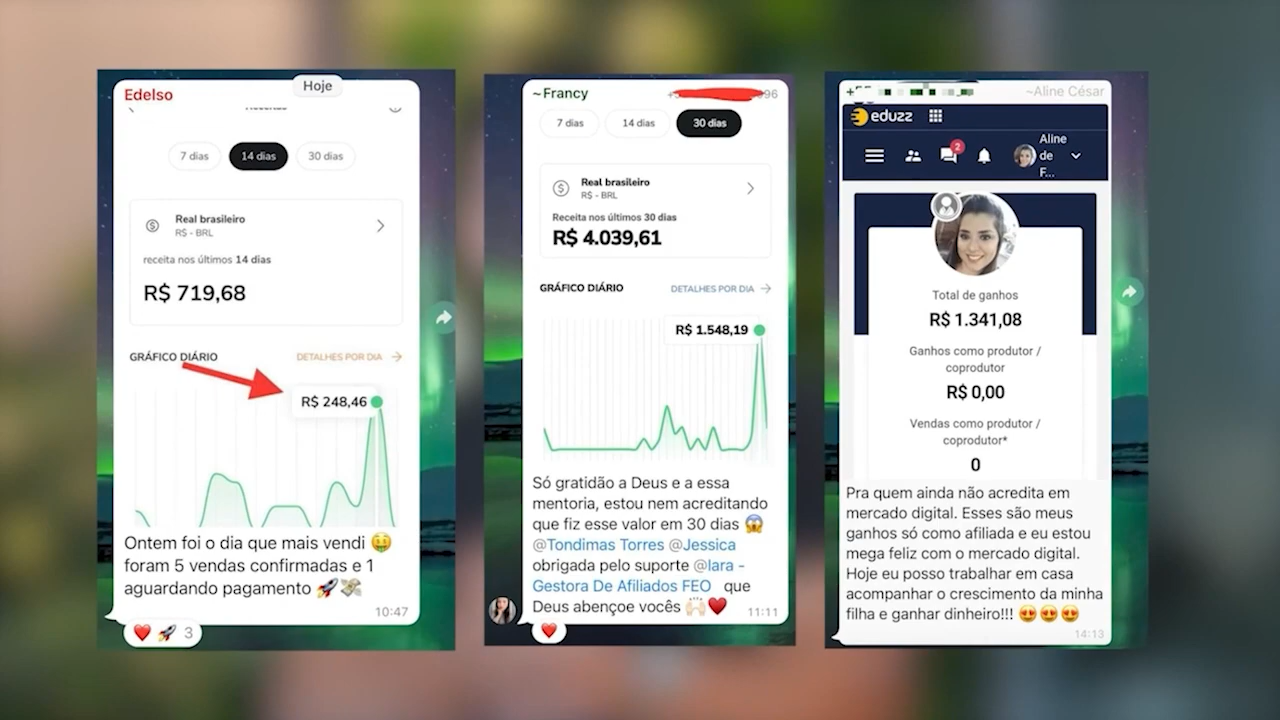 Edelso
Hoje
7 dias
14 dias
30 dias
Real brasileiro
R$ - BRL
receita nos últimos 14 dias
R$ 719,68
GRÁFICO DIÁRIO
DETALHES POR DIA
R$ 248,46
Ontem foi o dia que mais vendi 🤑
foram 5 vendas confirmadas e 1
aguardando pagamento 🚀💸
10:47
❤️ 🚀 3
~Francy
96
7 dias
14 dias
30 dias
Real brasileiro
R$ - BRL
Receita nos últimos 30 dias
R$ 4.039,61
GRÁFICO DIÁRIO
DETALHES POR DIA
R$ 1.548,19
Só gratidão a Deus e a essa
mentoria, estou nem acreditando
que fiz esse valor em 30 dias 😱
@Tondimas Torres @Jessica
obrigada pelo suporte @Iara -
Gestora De Afiliados FEO que
Deus abençoe vocês 🙌🏻❤️
11:11
~Aline César
eduzz
2
Aline
de
F...
Total de ganhos
R$ 1.341,08
Ganhos como produtor /
coprodutor
R$ 0,00
Vendas como produtor /
coprodutor*
0
Pra quem ainda não acredita em
mercado digital. Esses são meus
ganhos só como afiliada e eu estou
mega feliz com o mercado digital.
Hoje eu posso trabalhar em casa
acompanhar o crescimento da minha
filha e ganhar dinheiro!!! 😍😍😍
14:13